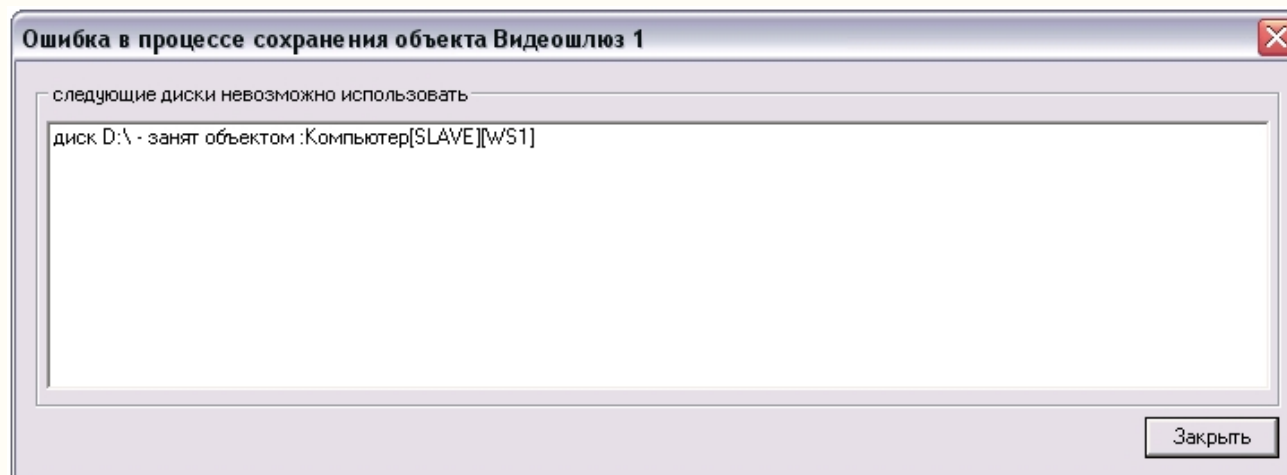 Ошибка в процессе сохранения объекта Видеошлюз 1
следующие диски невозможно использовать
диск D:\ - занят объектом :Компьютер[SLAVE][WS1]
Закрыть